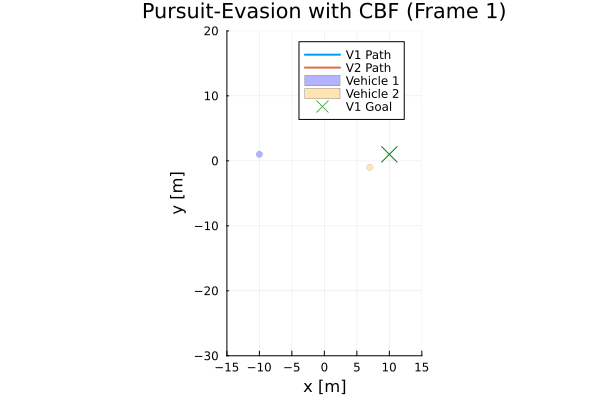 Pursuit-Evasion with CBF (Frame 1)
20
10
0
−10
−20
−30
y [m]
V1 Path
V2 Path
Vehicle 1
Vehicle 2
V1 Goal
−15 −10 −5 0 5 10 15
x [m]